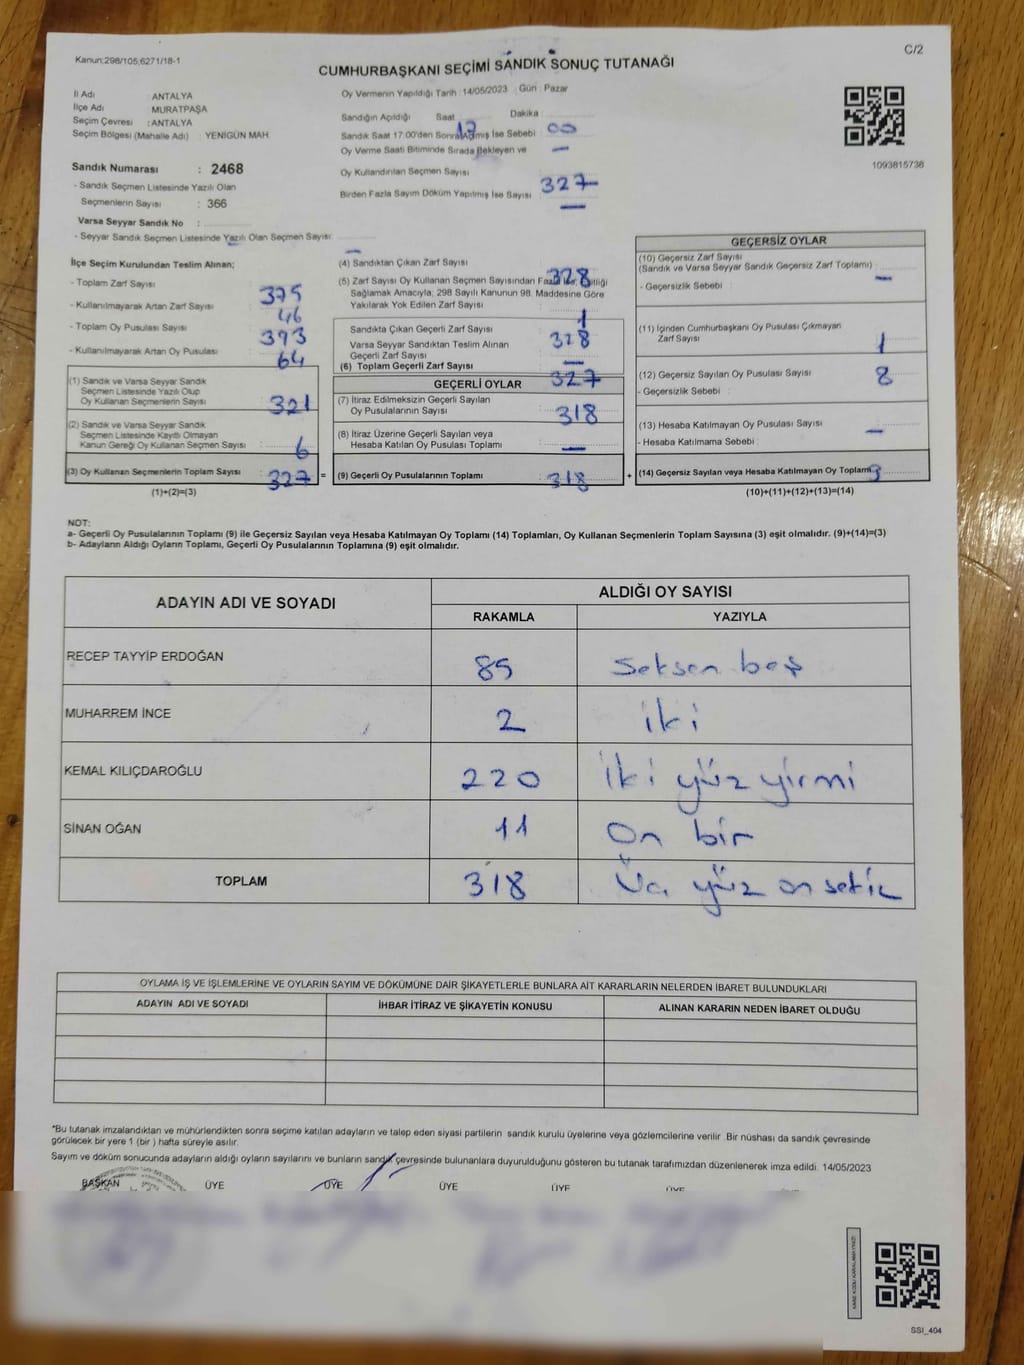 Kanun:298/105,6271/18-1
C/2
CUMHURBAŞKANI SEÇİMİ SANDIK SONUÇ TUTANAĞI
İl Adı : ANTALYA
İlçe Adı : MURATPAŞA
Seçim Çevresi : ANTALYA
Seçim Bölgesi (Mahalle Adı) : YENİGÜN MAH
Sandık Numarası : 2468
- Sandık Seçmen Listesinde Yazılı Olan
Seçmenlerin Sayısı : 366
Varsa Seyyar Sandık No :
- Seyyar Sandık Seçmen Listesinde Yazılı Olan Seçmen Sayısı:
Oy Vermenin Yapıldığı Tarih : 14/05/2023 Gün : Pazar
Sandığın Açıldığı Saat 17 Dakika 00
Sandık Saat 17:00'den Sonra Açılmış İse Sebebi
Oy Verme Saati Bitiminde Sırada Bekleyen ve —
Oy Kullandırılan Seçmen Sayısı 327
Birden Fazla Sayım Döküm Yapılmış İse Sayısı —
1093815738
İlçe Seçim Kurulundan Teslim Alınan;
- Toplam Zarf Sayısı : 375
- Kullanılmayarak Artan Zarf Sayısı : 46
- Toplam Oy Pusulası Sayısı : 393
- Kullanılmayarak Artan Oy Pusulası : 64
(1) Sandık ve Varsa Seyyar Sandık
Seçmen Listesinde Yazılı Olup
Oy Kullanan Seçmenlerin Sayısı : 321
(2) Sandık ve Varsa Seyyar Sandık
Seçmen Listesinde Kayıtlı Olmayan
Kanun Gereği Oy Kullanan Seçmen Sayısı : 6
(3) Oy Kullanan Seçmenlerin Toplam Sayısı : 327 =
(1)+(2)=(3)
(4) Sandıktan Çıkan Zarf Sayısı : 328
(5) Zarf Sayısı Oy Kullanan Seçmen Sayısından Fazla İse, Eşitliği
Sağlamak Amacıyla; 298 Sayılı Kanunun 98. Maddesine Göre
Yakılarak Yok Edilen Zarf Sayısı : 1
Sandıkta Çıkan Geçerli Zarf Sayısı : 328
Varsa Seyyar Sandıktan Teslim Alınan
Geçerli Zarf Sayısı : —
(6) Toplam Geçerli Zarf Sayısı : 327
GEÇERLİ OYLAR
(7) İtiraz Edilmeksizin Geçerli Sayılan
Oy Pusulalarının Sayısı : 318
(8) İtiraz Üzerine Geçerli Sayılan veya
Hesaba Katılan Oy Pusulası Toplamı : —
(9) Geçerli Oy Pusulalarının Toplamı : 318 +
GEÇERSİZ OYLAR
(10) Geçersiz Zarf Sayısı
(Sandık ve Varsa Seyyar Sandık Geçersiz Zarf Toplamı) : —
- Geçersizlik Sebebi :
(11) İçinden Cumhurbaşkanı Oy Pusulası Çıkmayan
Zarf Sayısı : 1
(12) Geçersiz Sayılan Oy Pusulası Sayısı : 8
- Geçersizlik Sebebi :
(13) Hesaba Katılmayan Oy Pusulası Sayısı : —
- Hesaba Katılmama Sebebi :
(14) Geçersiz Sayılan veya Hesaba Katılmayan Oy Toplamı : 9
(10)+(11)+(12)+(13)=(14)
NOT:
a- Geçerli Oy Pusulalarının Toplamı (9) ile Geçersiz Sayılan veya Hesaba Katılmayan Oy Toplamı (14) Toplamları, Oy Kullanan Seçmenlerin Toplam Sayısına (3) eşit olmalıdır. (9)+(14)=(3)
b- Adayların Aldığı Oyların Toplamı, Geçerli Oy Pusulalarının Toplamına (9) eşit olmalıdır.
ADAYIN ADI VE SOYADI
ALDIĞI OY SAYISI
RAKAMLA YAZIYLA
RECEP TAYYİP ERDOĞAN 85 Seksen beş
MUHARREM İNCE 2 iki
KEMAL KILIÇDAROĞLU 220 iki yüz yirmi
SİNAN OĞAN 11 On bir
TOPLAM 318 Üç yüz on sekiz
OYLAMA İŞ VE İŞLEMLERİNE VE OYLARIN SAYIM VE DÖKÜMÜNE DAİR ŞİKAYETLERLE BUNLARA AİT KARARLARIN NELERDEN İBARET BULUNDUKLARI
ADAYIN ADI VE SOYADI İHBAR İTİRAZ VE ŞİKAYETİN KONUSU ALINAN KARARIN NEDEN İBARET OLDUĞU
*Bu tutanak imzalandıktan ve mühürlendikten sonra seçime katılan adayların ve talep eden siyasi partilerin sandık kurulu üyelerine veya gözlemcilerine verilir .Bir nüshası da sandık çevresinde
görülecek bir yere 1 (bir ) hafta süreyle asılır.
Sayım ve döküm sonucunda adayların aldığı oyların sayılarını ve bunların sandık çevresinde bulunanlara duyurulduğunu gösteren bu tutanak tarafımızdan düzenlenerek imza edildi. 14/05/2023
BAŞKAN ÜYE ÜYE ÜYE ÜYE ÜYE
SSI_404